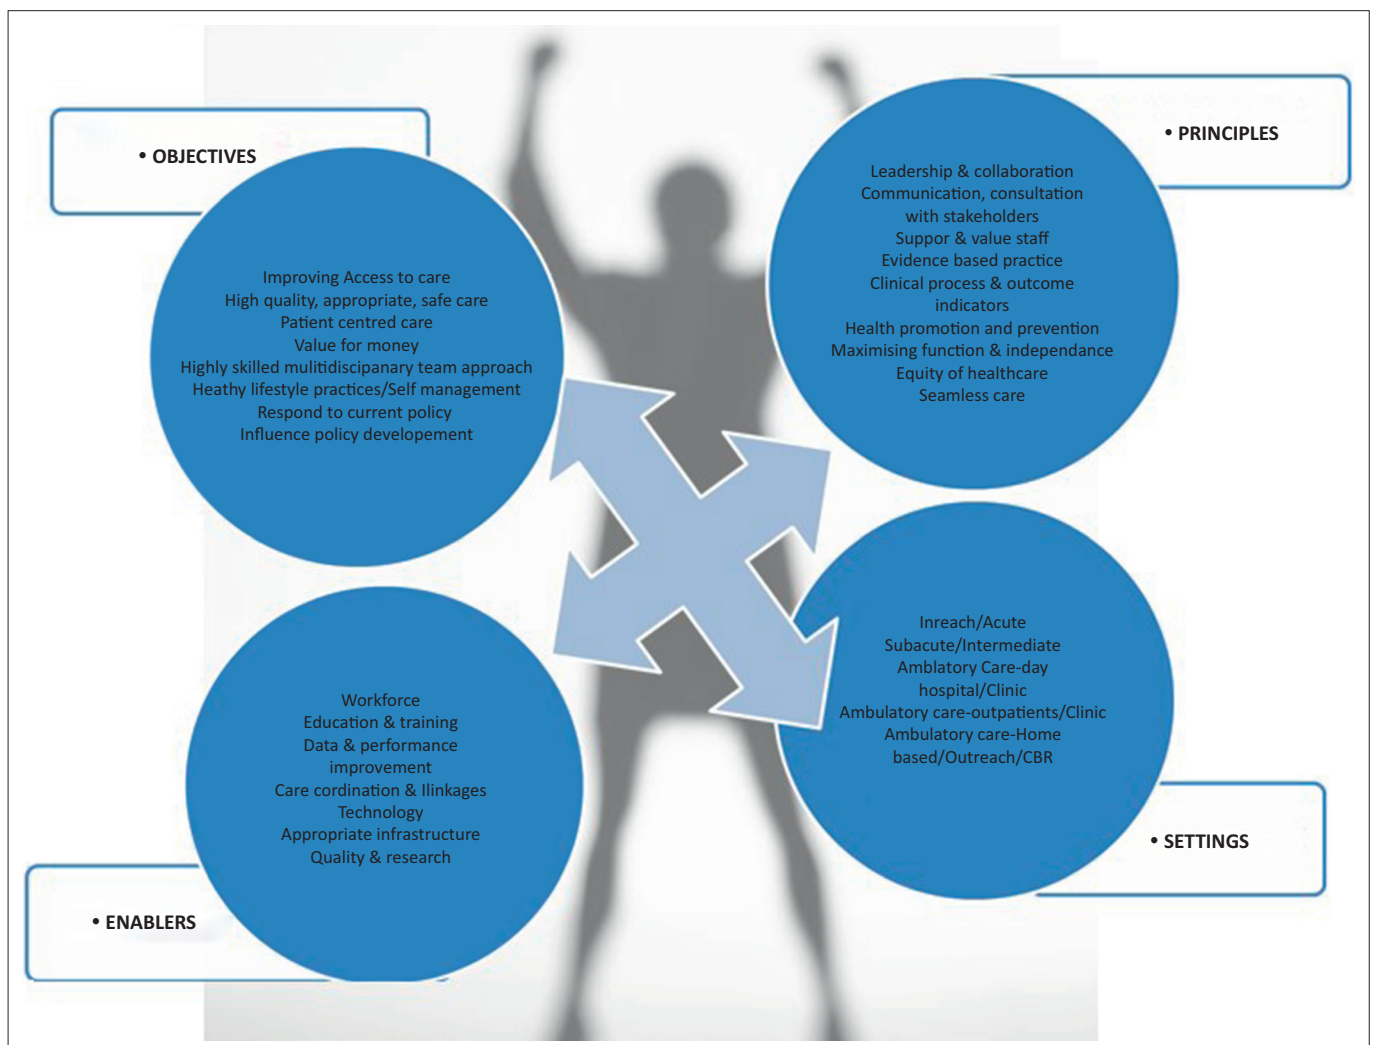 • OBJECTIVES
Improving Access to care
High quality, appropriate, safe care
Patient centred care
Value for money
Highly skilled mulitidiscipanary team approach
Heathy lifestyle practices/Self management
Respond to current policy
Influence policy developement
• PRINCIPLES
Leadership & collaboration
Communication, consultation
with stakeholders
Suppor & value staff
Evidence based practice
Clinical process & outcome
indicators
Health promotion and prevention
Maximising function & independance
Equity of healthcare
Seamless care
Workforce
Education & training
Data & performance
improvement
Care cordination & Ilinkages
Technology
Appropriate infrastructure
Quality & research
• ENABLERS
Inreach/Acute
Subacute/Intermediate
Amblatory Care-day
hospital/Clinic
Ambulatory care-outpatients/Clinic
Ambulatory care-Home
based/Outreach/CBR
• SETTINGS